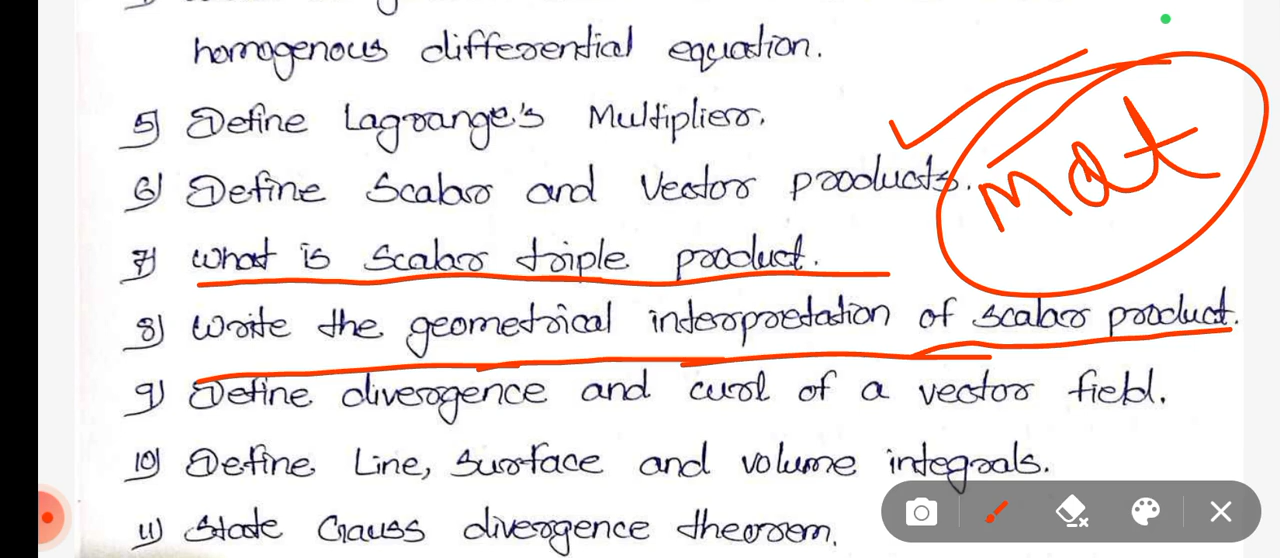 homogenous differential equation.
5) Define Lagrange's Multiplier.
6) Define Scalar and Vector products.
mat
7) What is Scalar triple product.
8) Write the geometrical interpretation of scalar product.
9) Define divergence and curl of a vector field.
10) Define Line, Surface and volume integrals.
11) State Gauss divergence theorem.